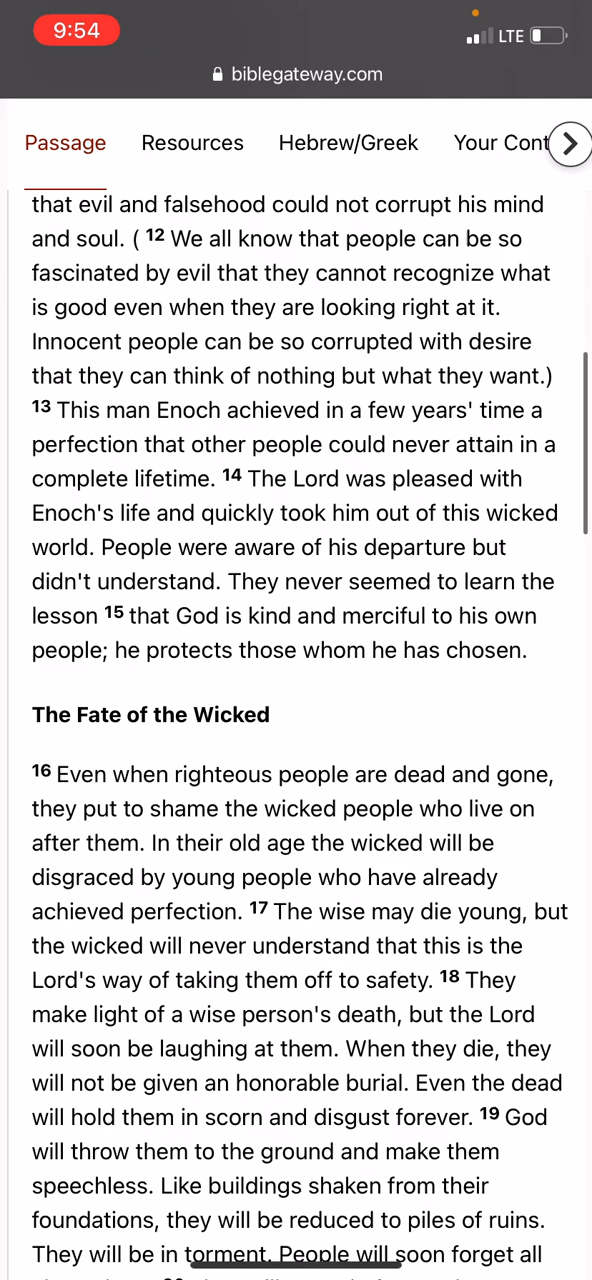 9:54
LTE
biblegateway.com
Passage Resources Hebrew/Greek Your Cont
that evil and falsehood could not corrupt his mind
and soul. ( 12 We all know that people can be so
fascinated by evil that they cannot recognize what
is good even when they are looking right at it.
Innocent people can be so corrupted with desire
that they can think of nothing but what they want.)
13 This man Enoch achieved in a few years' time a
perfection that other people could never attain in a
complete lifetime. 14 The Lord was pleased with
Enoch's life and quickly took him out of this wicked
world. People were aware of his departure but
didn't understand. They never seemed to learn the
lesson 15 that God is kind and merciful to his own
people; he protects those whom he has chosen.
The Fate of the Wicked
16 Even when righteous people are dead and gone,
they put to shame the wicked people who live on
after them. In their old age the wicked will be
disgraced by young people who have already
achieved perfection. 17 The wise may die young, but
the wicked will never understand that this is the
Lord's way of taking them off to safety. 18 They
make light of a wise person's death, but the Lord
will soon be laughing at them. When they die, they
will not be given an honorable burial. Even the dead
will hold them in scorn and disgust forever. 19 God
will throw them to the ground and make them
speechless. Like buildings shaken from their
foundations, they will be reduced to piles of ruins.
They will be in torment. People will soon forget all